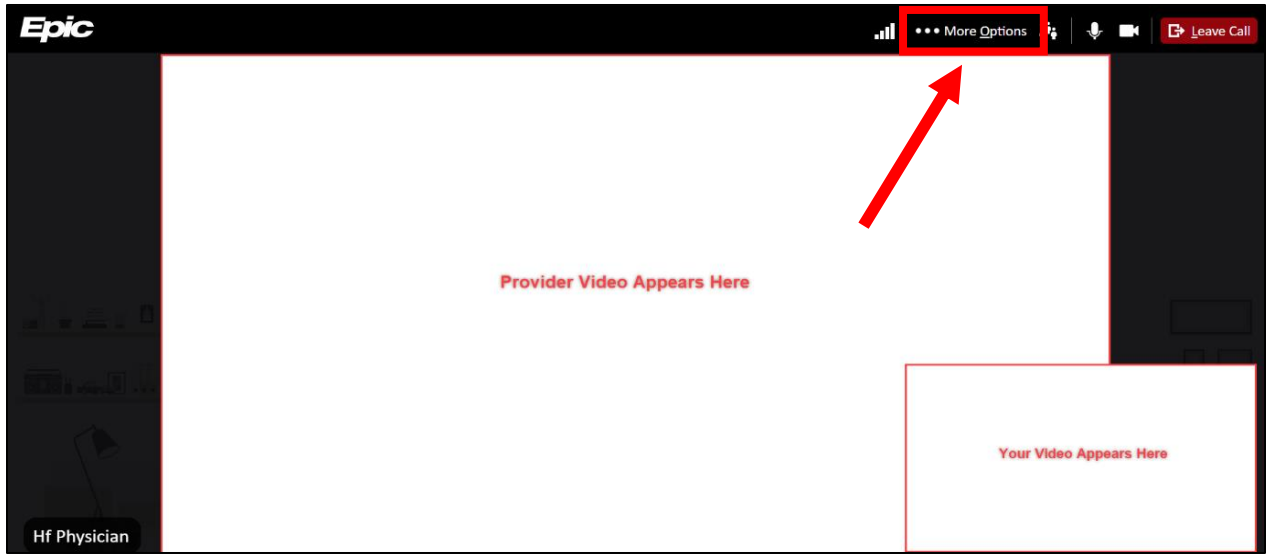 Epic
More Options
Leave Call
Provider Video Appears Here
Your Video Appears Here
Hf Physician